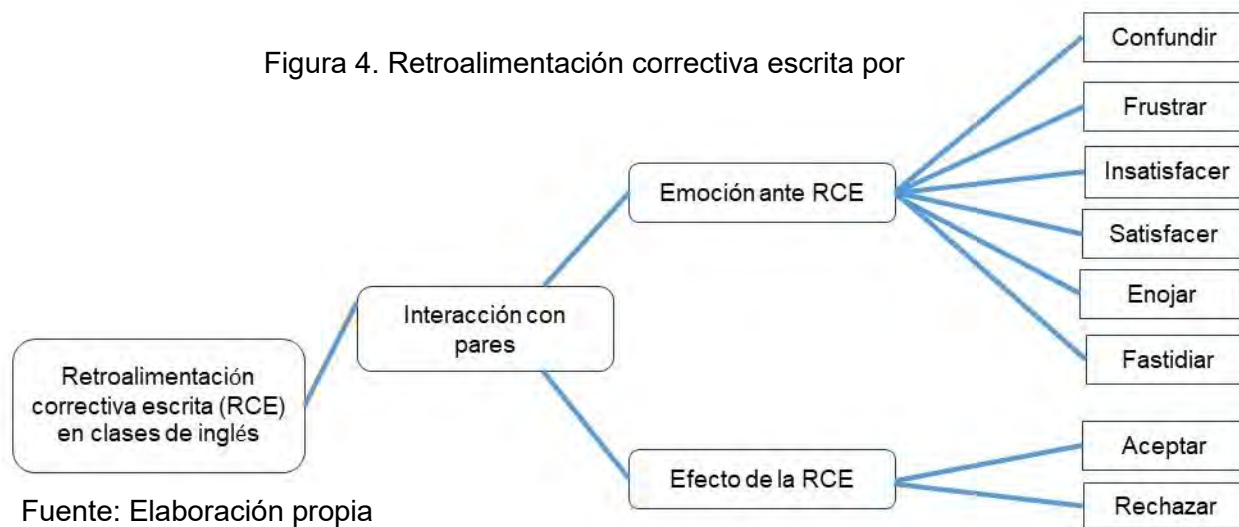 Figura 4. Retroalimentación correctiva escrita por
Retroalimentación
correctiva escrita (RCE)
en clases de inglés
Interacción con
pares
Emoción ante RCE
Confundir
Frustrar
Insatisfacer
Satisfacer
Enojar
Fastidiar
Efecto de la RCE
Aceptar
Rechazar
Fuente: Elaboración propia